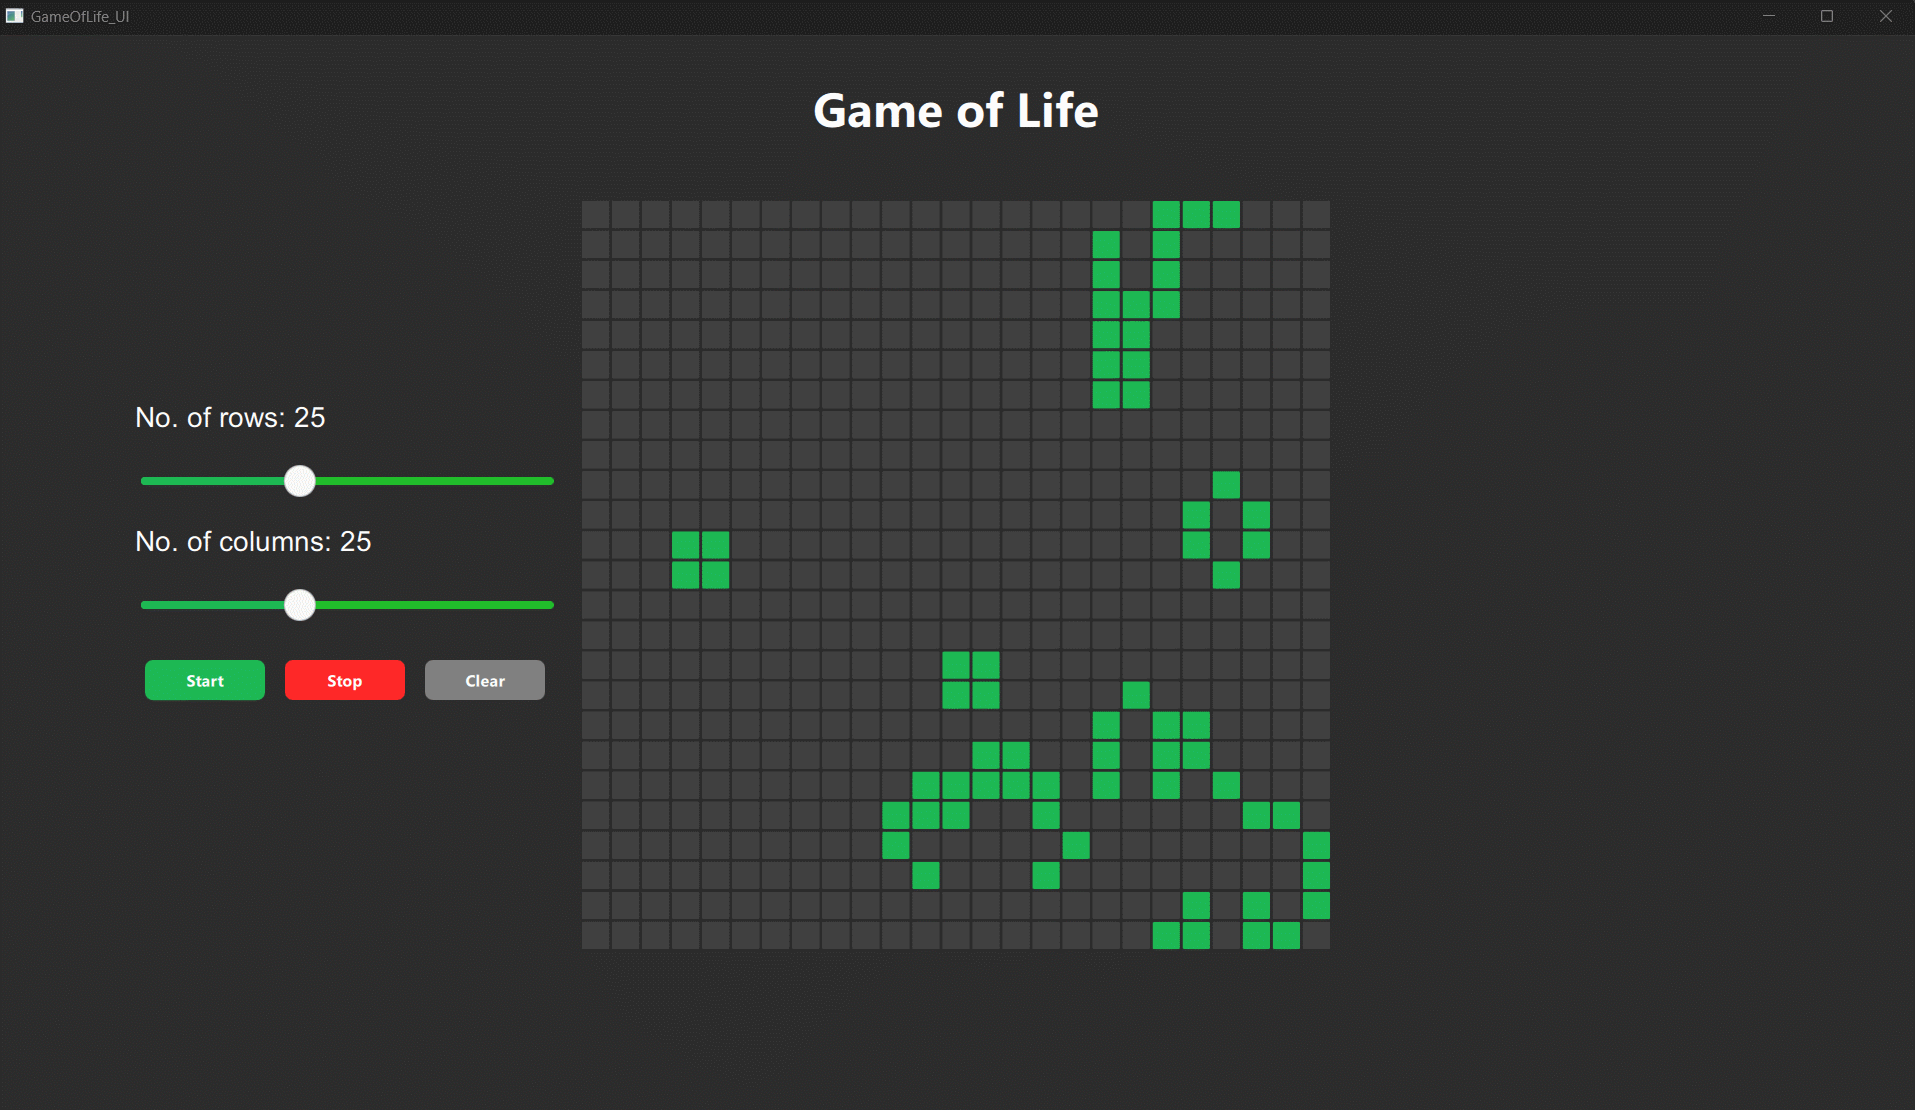 GameOfLife_UI
Game of Life
No. of rows: 25
No. of columns: 25
Start
Stop
Clear